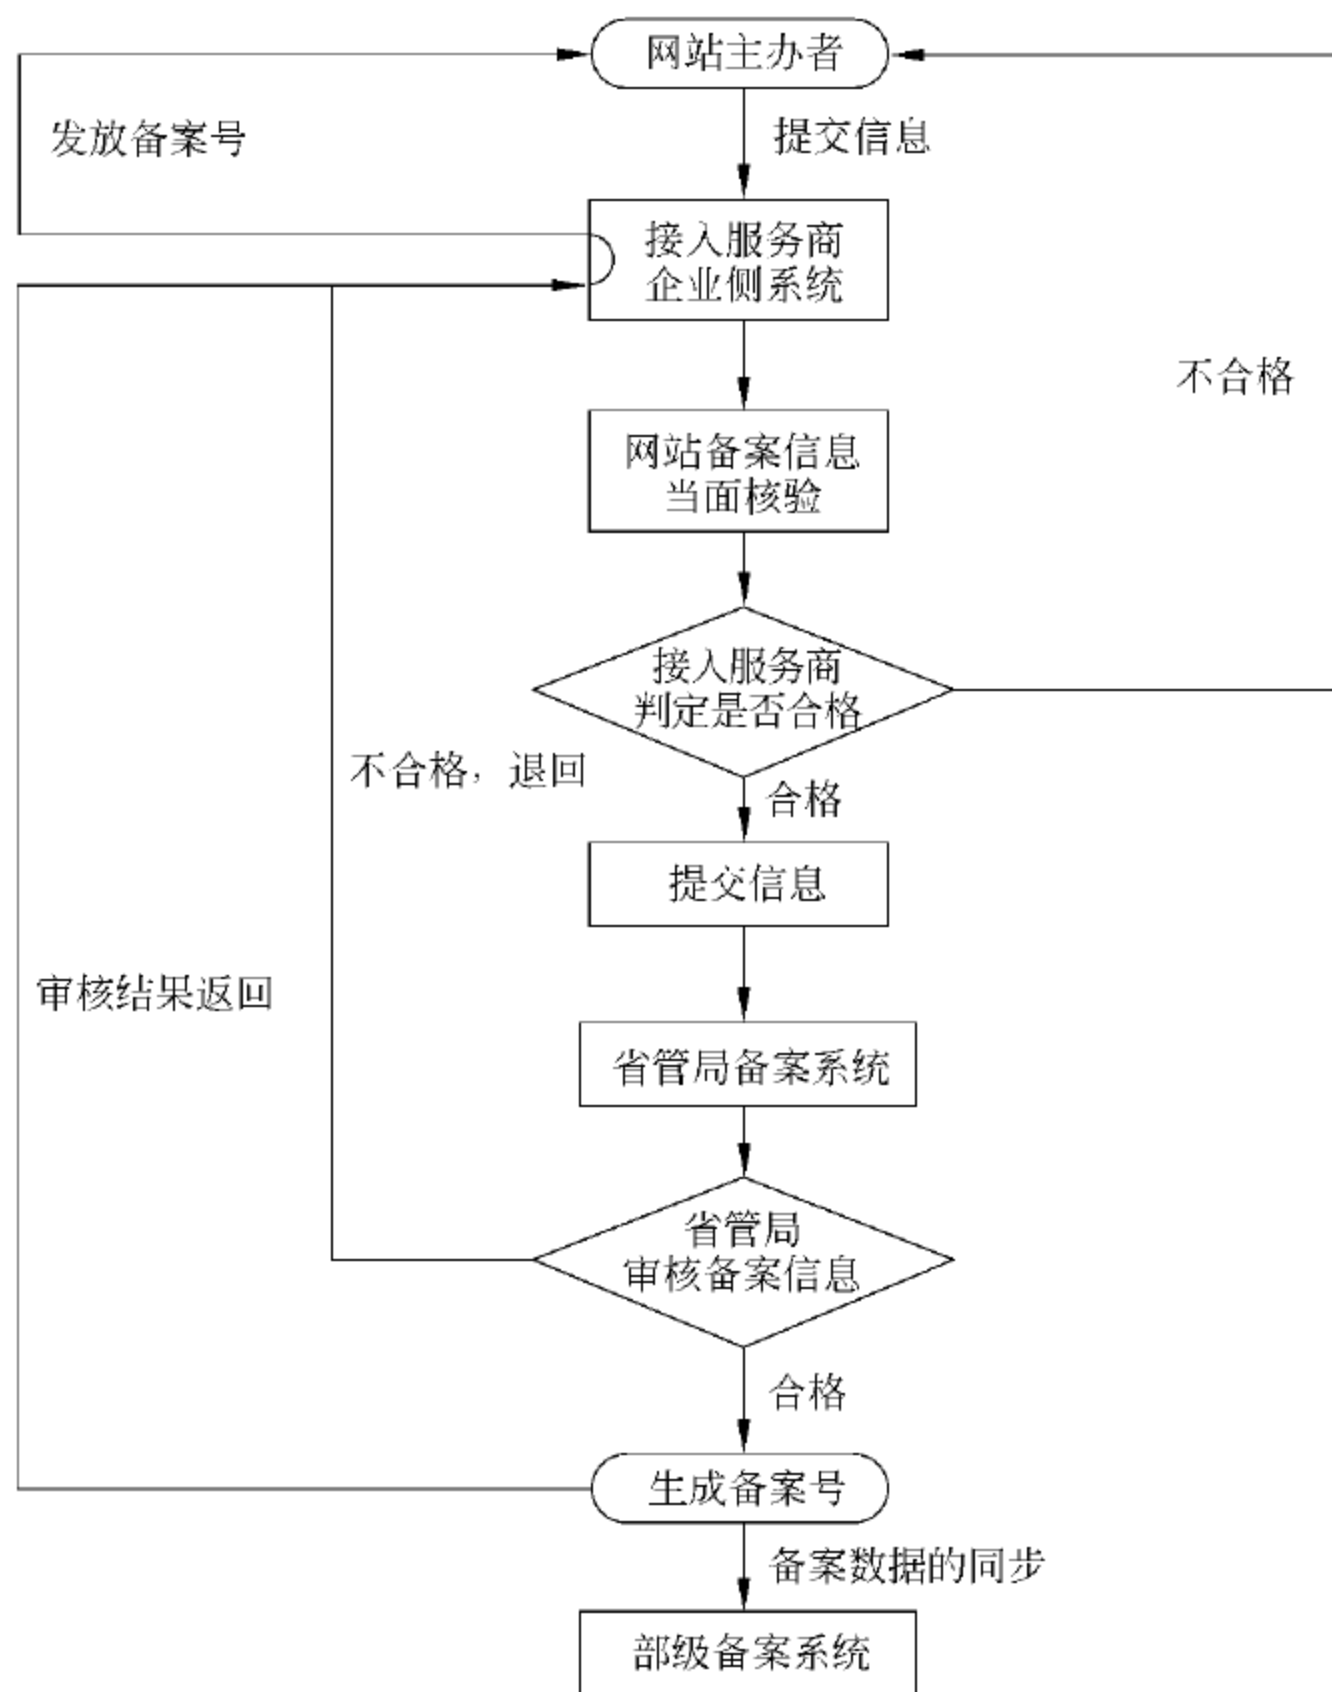 网站主办者
发放备案号
提交信息
接入服务商
企业侧系统
不合格
网站备案信息
当面核验
接入服务商
判定是否合格
不合格，退回
合格
提交信息
审核结果返回
省管局备案系统
省管局
审核备案信息
合格
生成备案号
备案数据的同步
部级备案系统